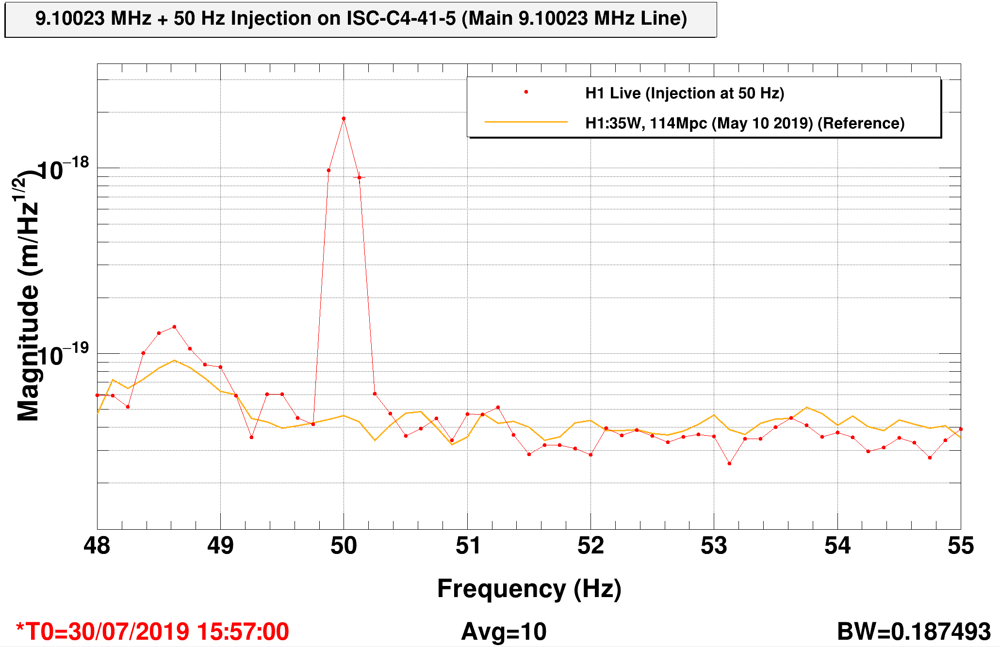 9.10023 MHz + 50 Hz Injection on ISC-C4-41-5 (Main 9.10023 MHz Line)
H1 Live (Injection at 50 Hz)
H1:35W, 114Mpc (May 10 2019) (Reference)
Magnitude (m/Hz^1/2)
10^−18
10^−19
48 49 50 51 52 53 54 55
Frequency (Hz)
*T0=30/07/2019 15:57:00 Avg=10 BW=0.187493